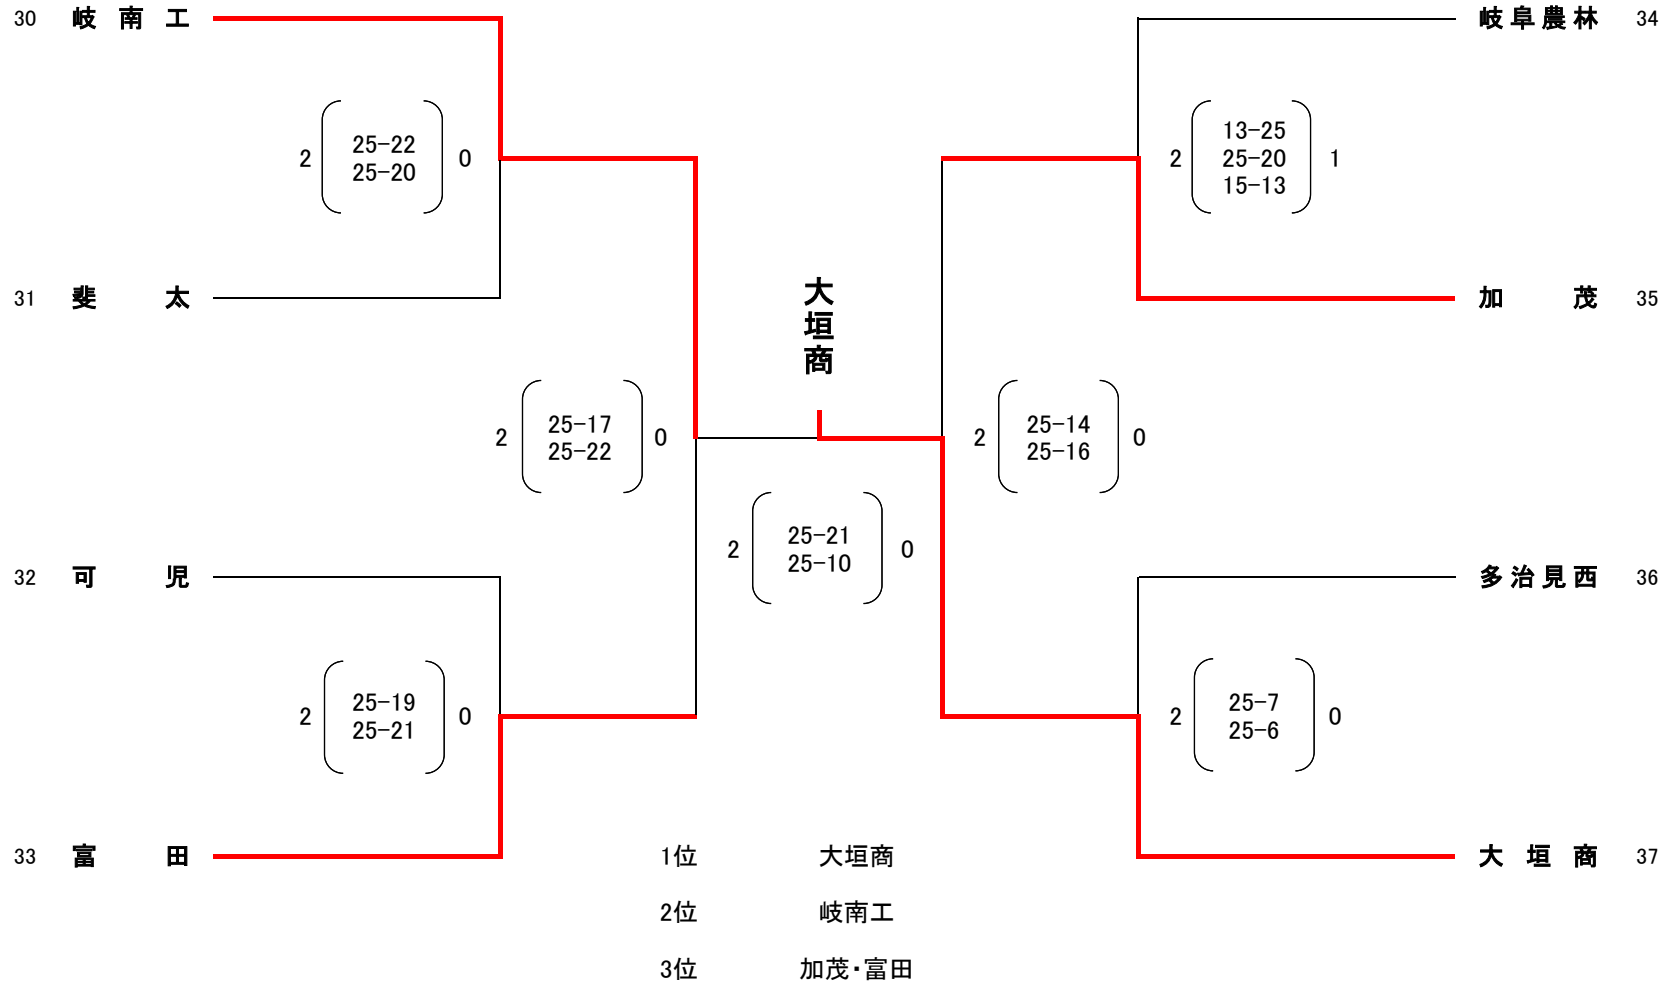 30 岐南工
岐阜農林 34
2 25-22 0
25-20
2 13-25 1
25-20
15-13
31 斐太
大垣商
加茂 35
2 25-17 0
25-22
2 25-14 0
25-16
2 25-21 0
25-10
32 可児
多治見西 36
2 25-19 0
25-21
2 25-7 0
25-6
33 富田
大垣商 37
1位 大垣商
2位 岐南工
3位 加茂・富田